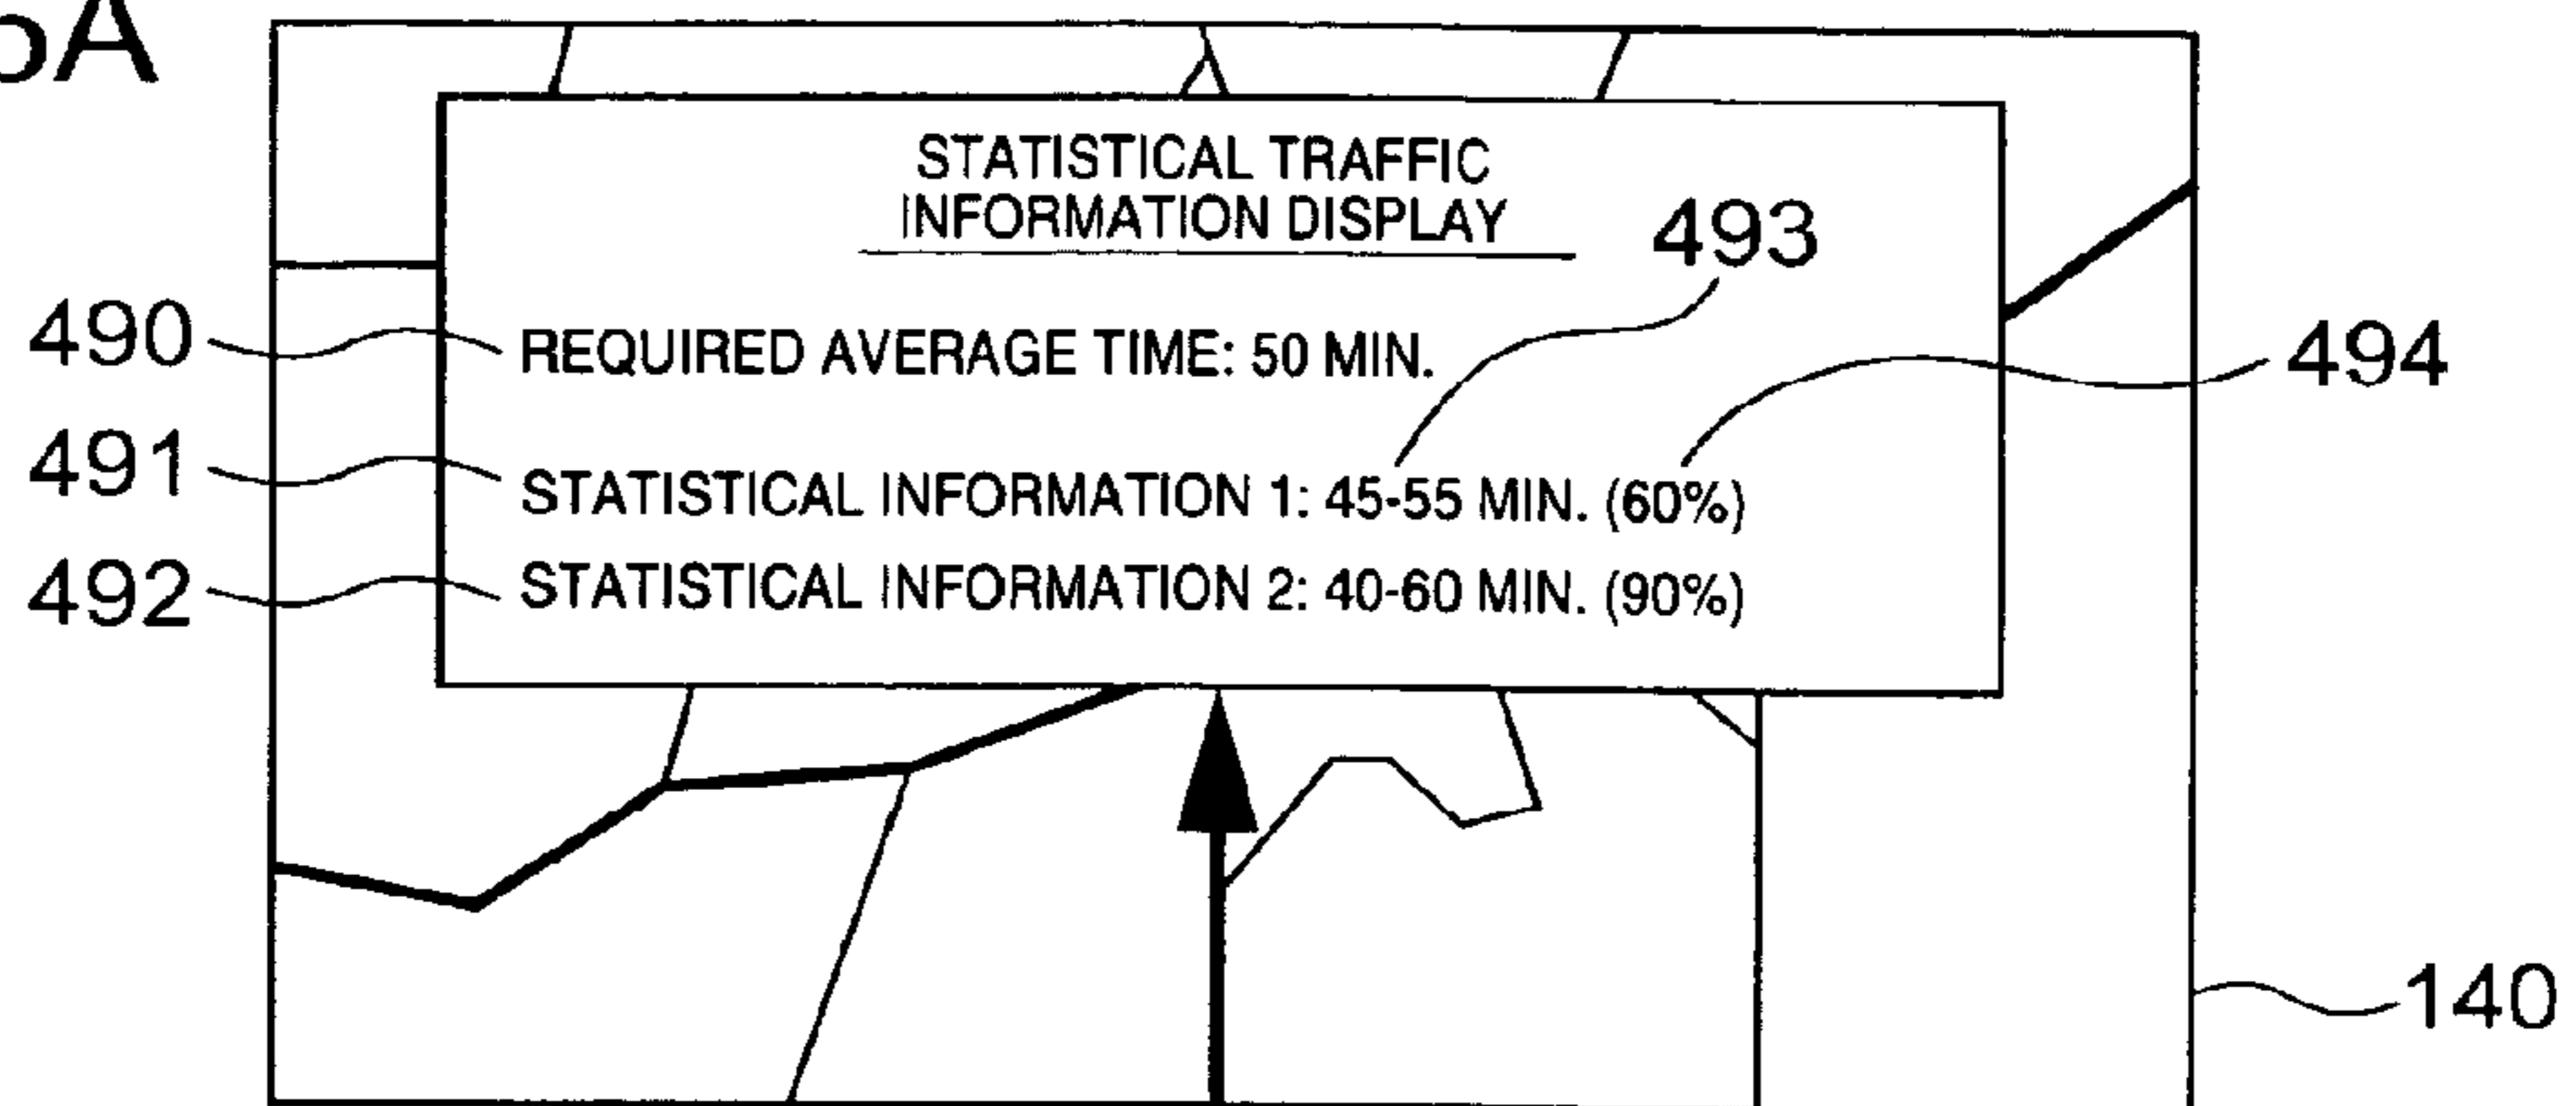 STATISTICAL TRAFFIC
INFORMATION DISPLAY
493
490
REQUIRED AVERAGE TIME: 50 MIN.
494
491
STATISTICAL INFORMATION 1: 45-55 MIN. (60%)
492
STATISTICAL INFORMATION 2: 40-60 MIN. (90%)
140